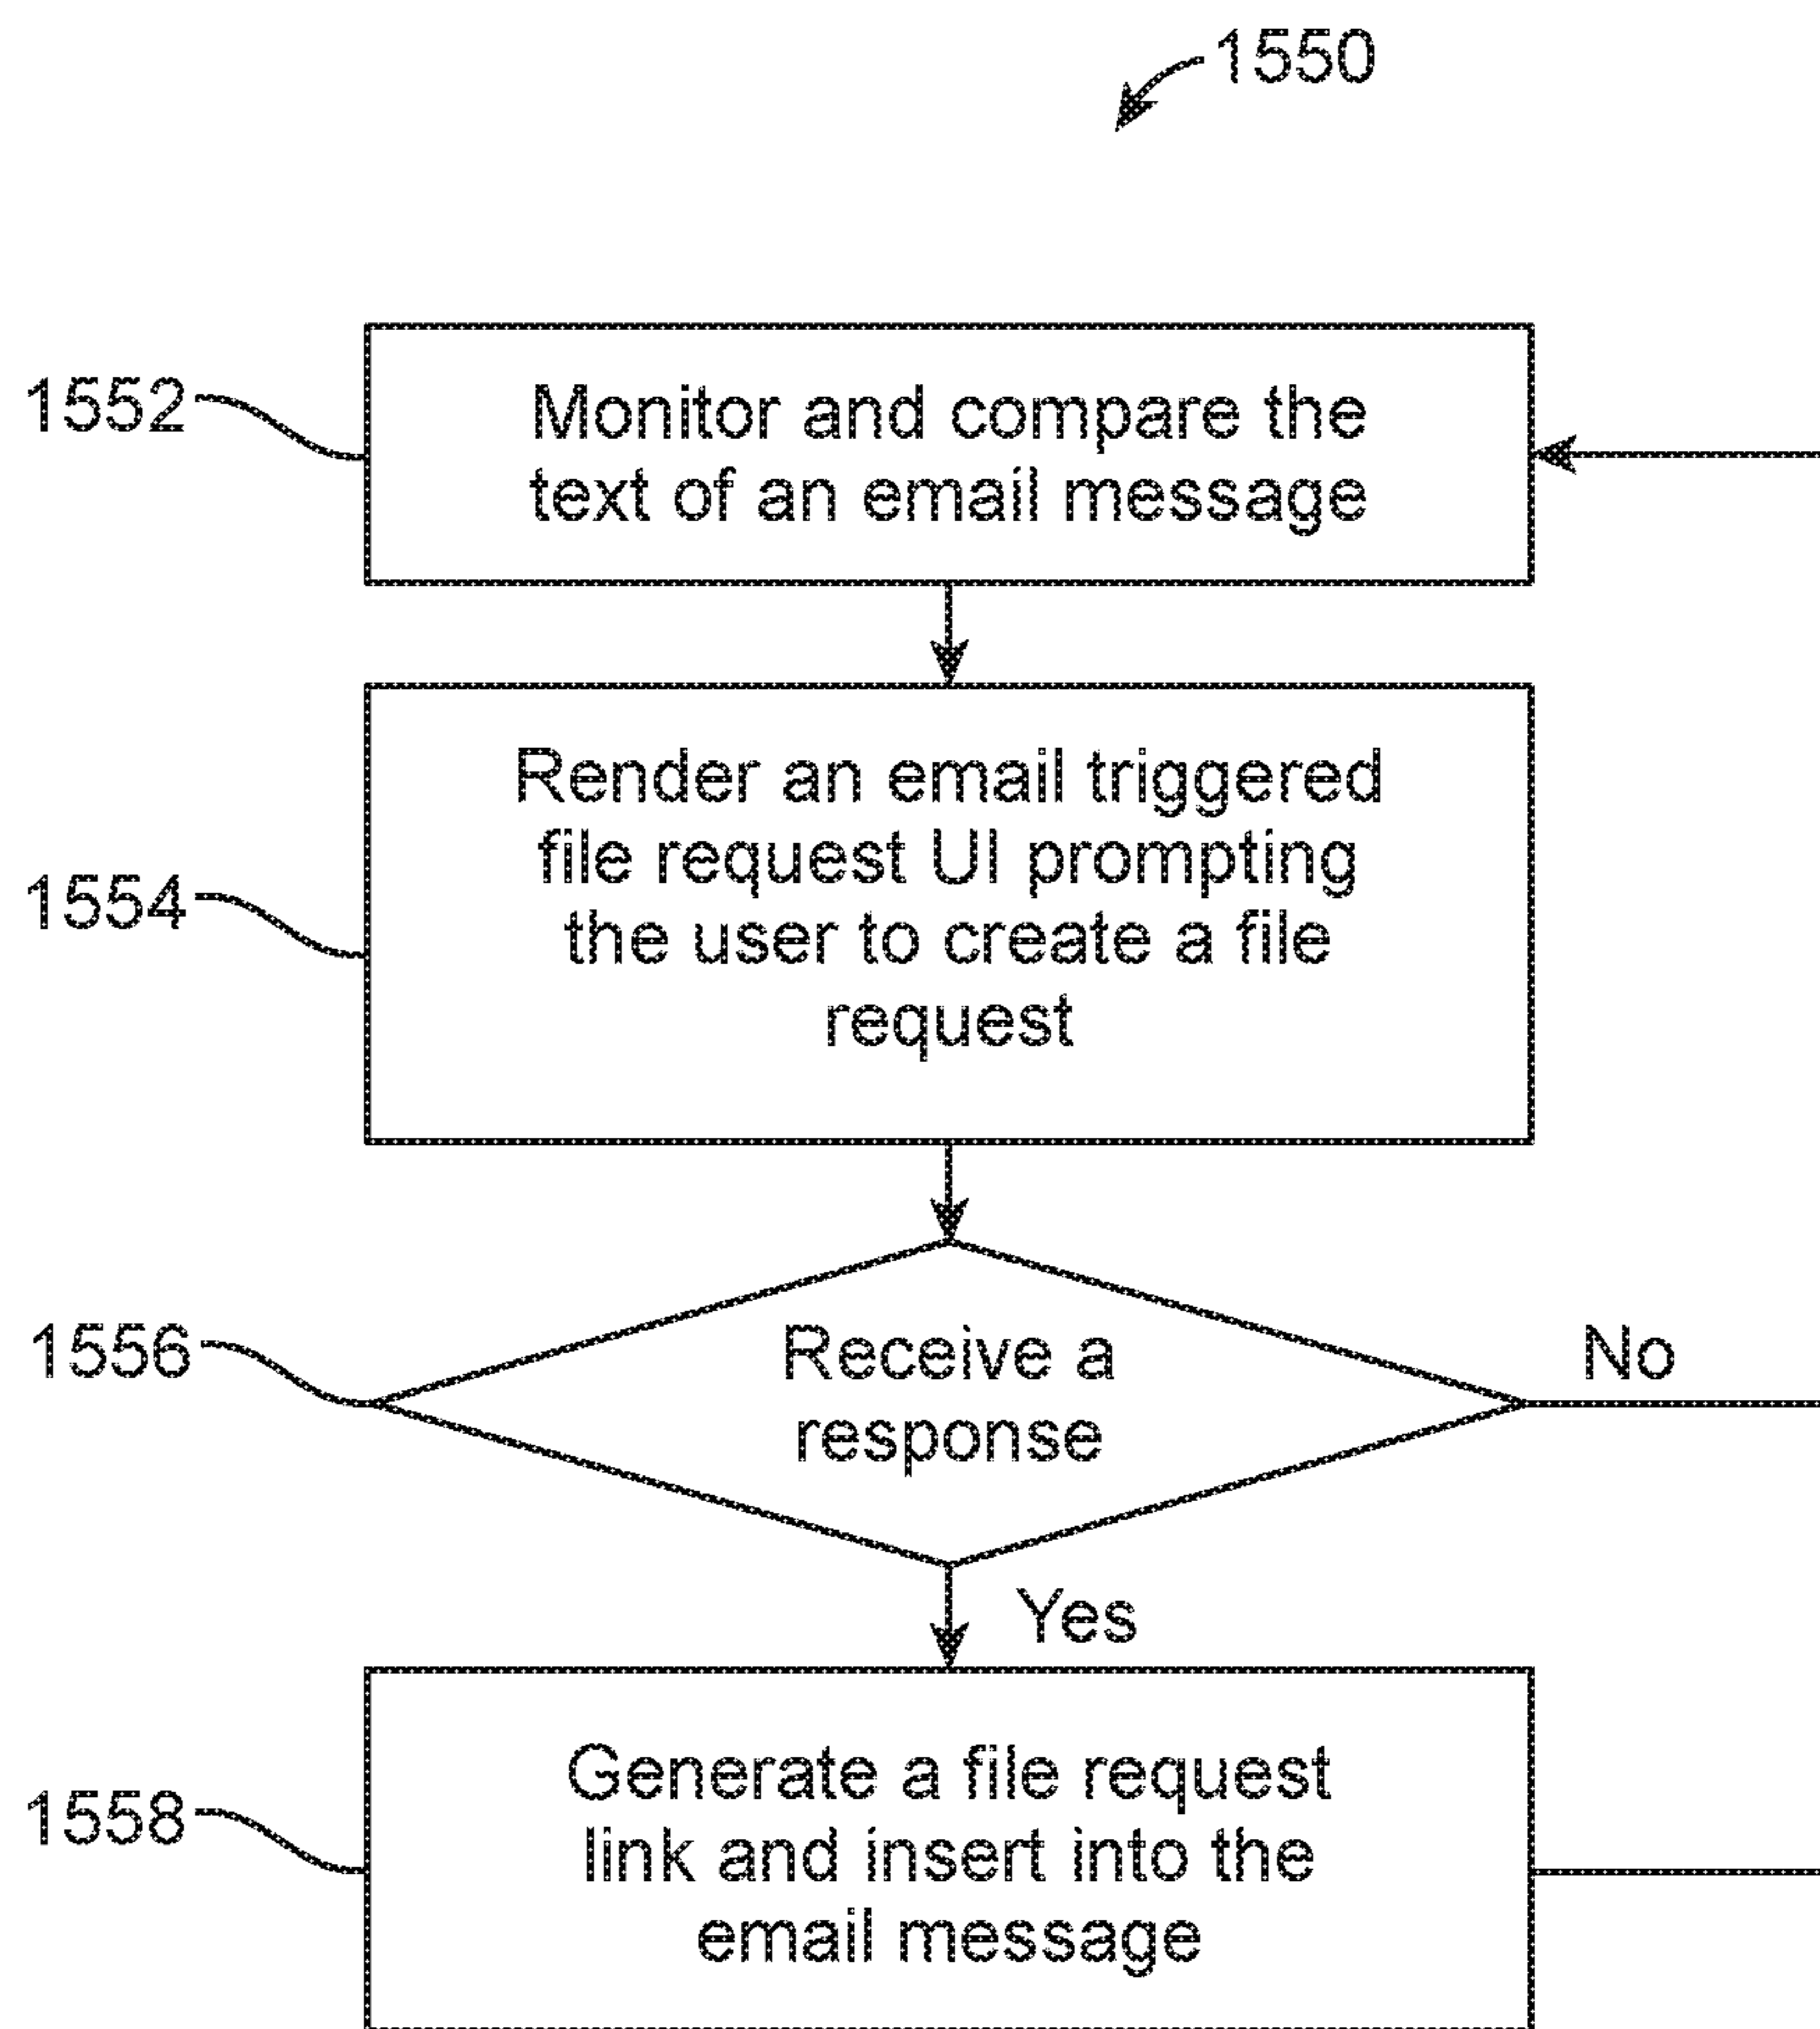 1550
1552
Monitor and compare the
text of an email message
1554
Render an email triggered
file request UI prompting
the user to create a file
request
1556
Receive a
response
No
Yes
1558
Generate a file request
link and insert into the
email message